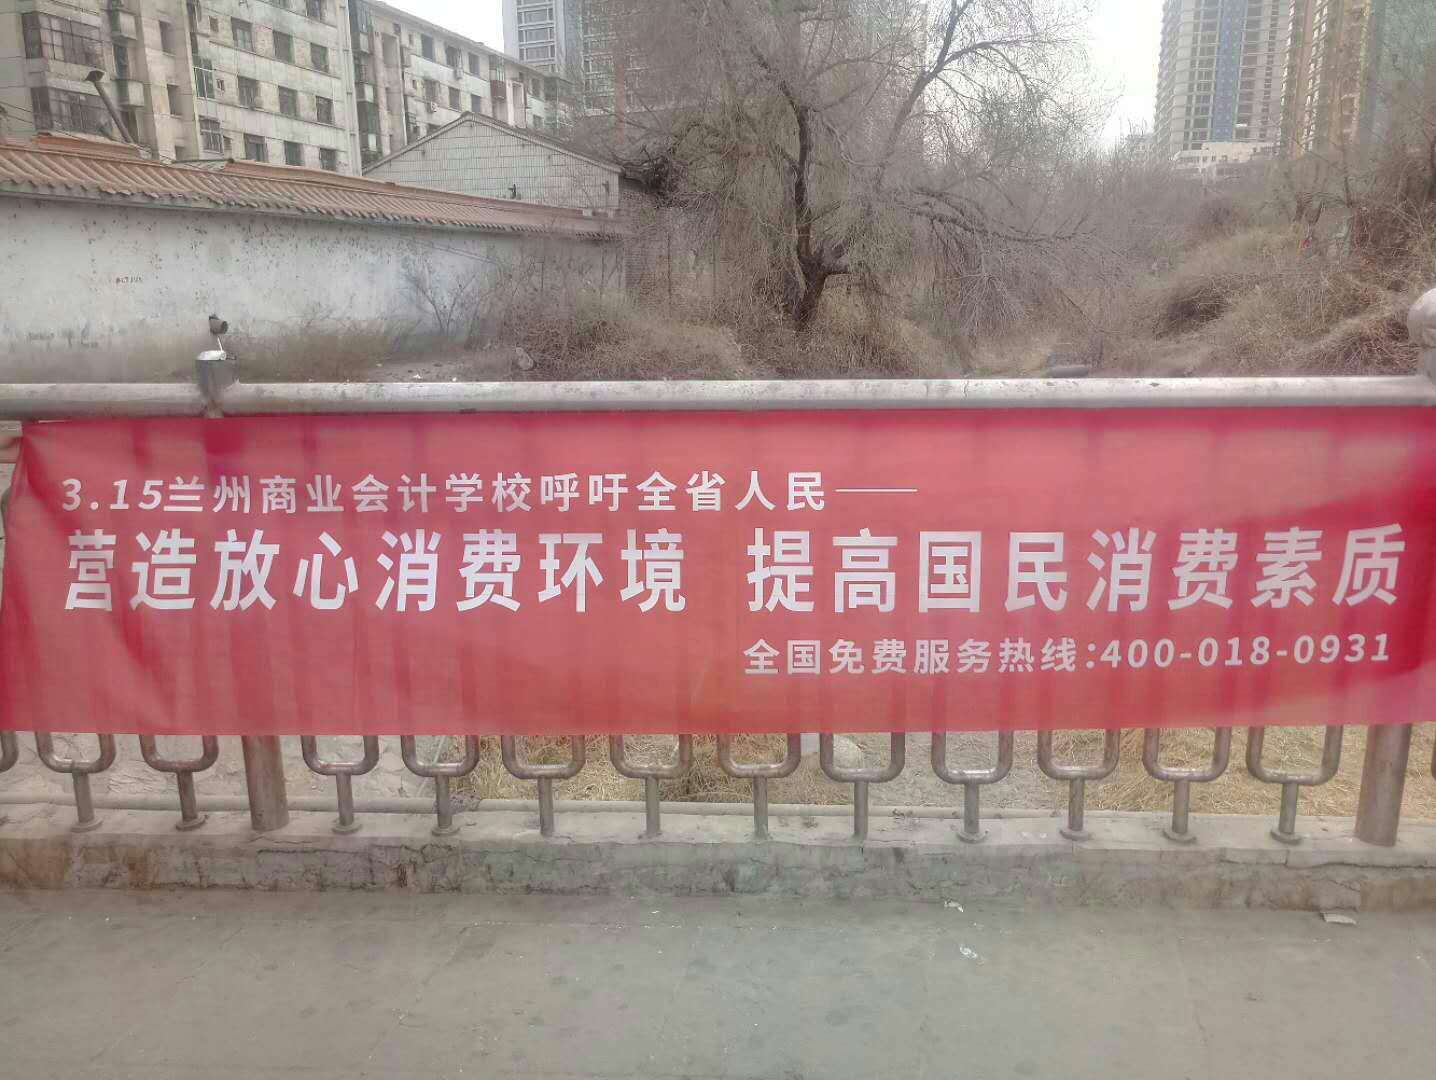 3.15兰州商业会计学校呼吁全省人民——
营造放心消费环境 提高国民消费素质
全国免费服务热线:400-018-0931